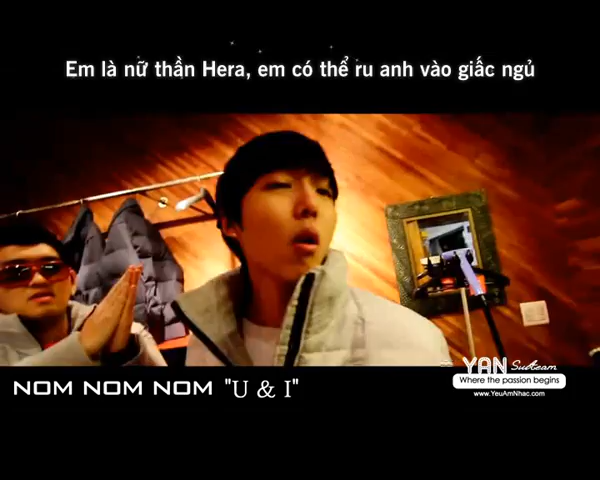 Em là nữ thần Hera, em có thể ru anh vào giấc ngủ
NOM NOM NOM "U & I"
YAN Subteam
Where the passion begins
www.YeuAmNhac.com